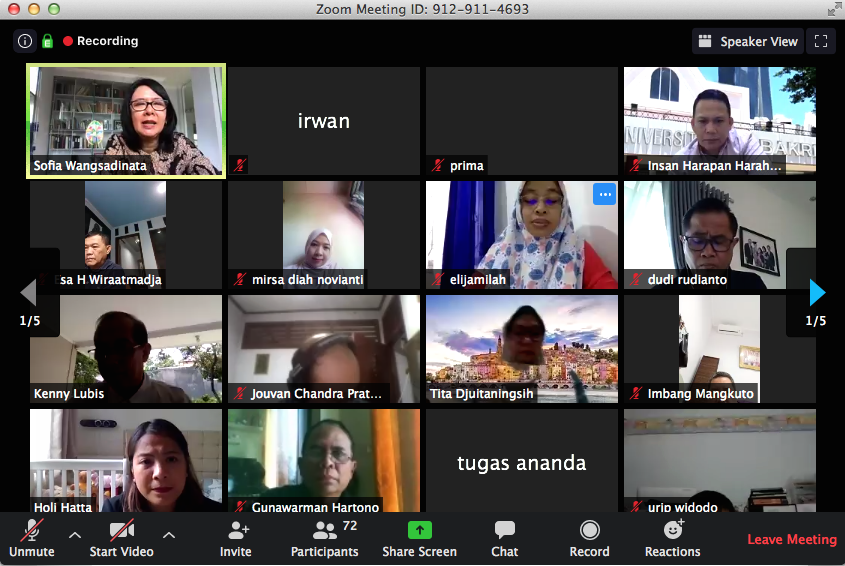 Zoom Meeting ID: 912-911-4693
Recording
Speaker View
Sofia Wangsadinata
irwan
prima
UNIVERSIT
BAKRI
Insan Harapan Harah...
Esa H Wiraatmadja
mirsa diah novianti
elijamilah
dudi rudianto
1/5
1/5
Kenny Lubis
Jouvan Chandra Prat...
Tita Djuitaningsih
Imbang Mangkuto
Holi Hatta
Gunawarman Hartono
tugas ananda
urip widodo
Unmute
Start Video
Invite
Participants
72
Share Screen
Chat
Record
Reactions
Leave Meeting